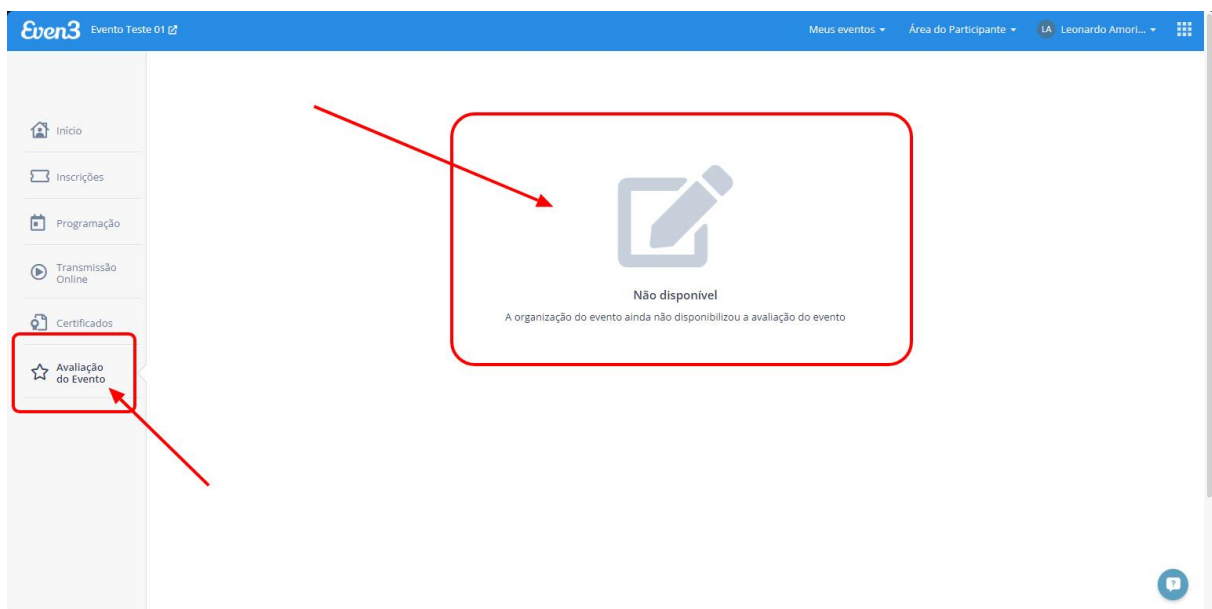 Even3 Evento Teste 01
Meus eventos
Área do Participante
LA Leonardo Amori...
Início
Inscrições
Programação
Transmissão
Online
Certificados
Avaliação
do Evento
Não disponível
A organização do evento ainda não disponibilizou a avaliação do evento
?